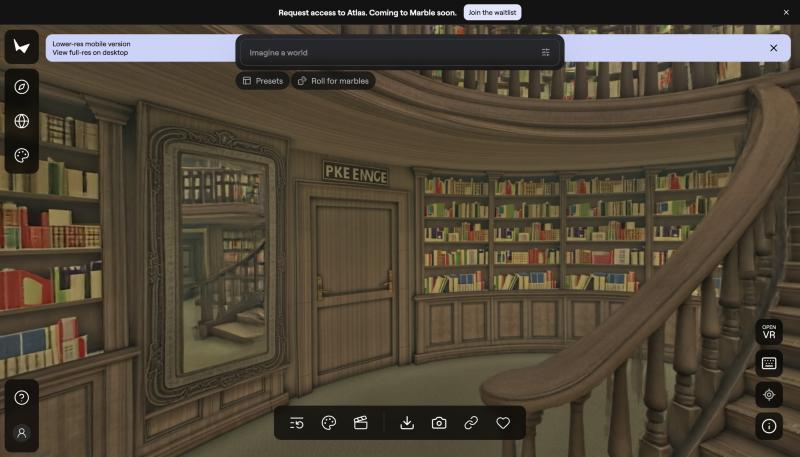 Request access to Atlas. Coming to Marble soon. Join the waitlist
Lower-res mobile version
View full-res on desktop
Imagine a world
Presets Roll for marbles
PKE ENNCE
OPEN
VR